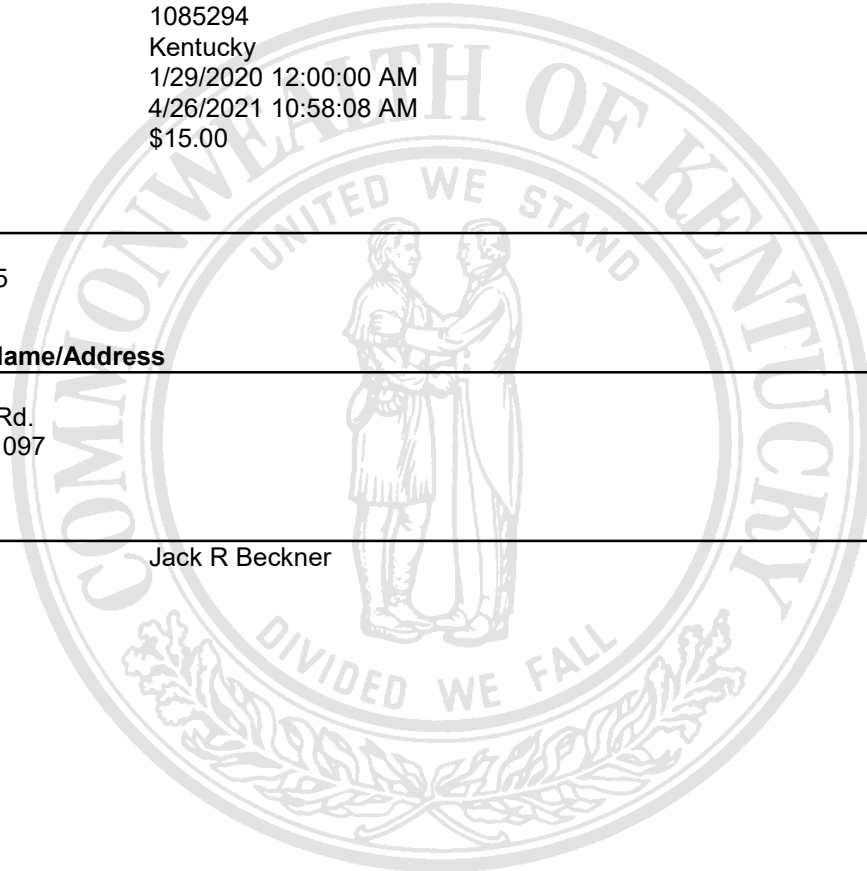 1085294
Kentucky
1/29/2020 12:00:00 AM
4/26/2021 10:58:08 AM
$15.00
COMMONWEALTH OF KENTUCKY
UNITED WE STAND
5
Name/Address
Rd.
1097
Jack R Beckner
DIVIDED WE FALL